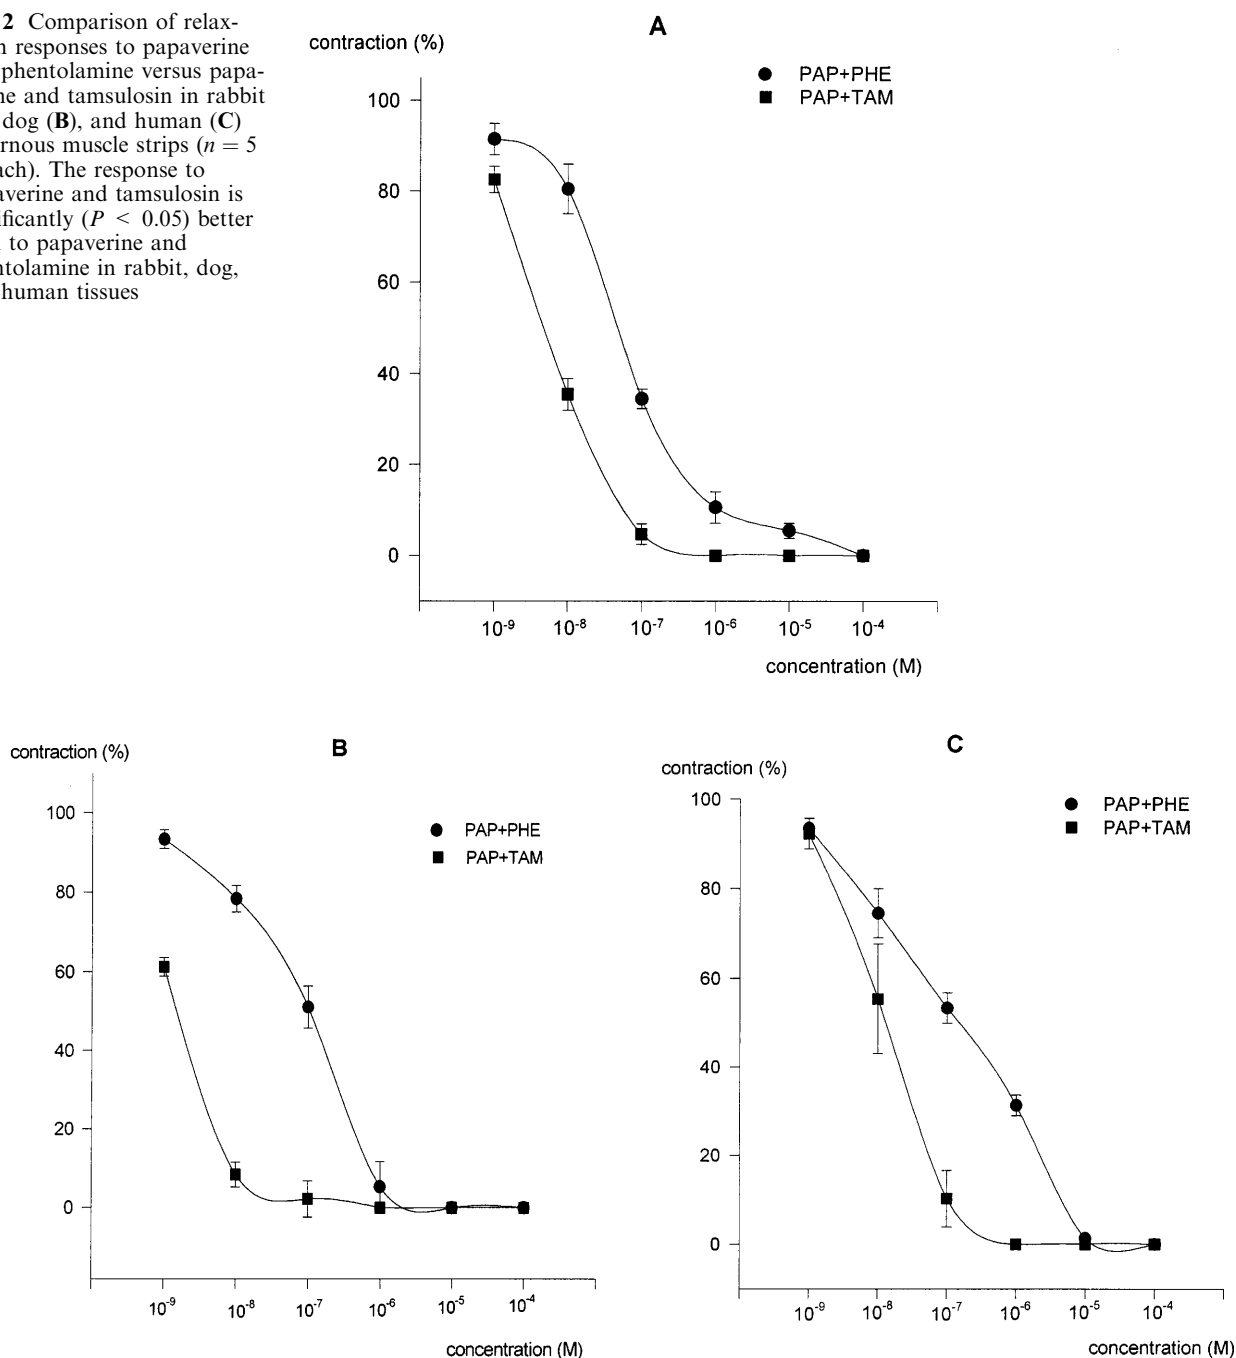 2 Comparison of relax-
n responses to papaverine
phentolamine versus papa-
ne and tamsulosin in rabbit
dog (B), and human (C)
rnous muscle strips (n = 5
ach). The response to
averine and tamsulosin is
ificantly (P < 0.05) better
to papaverine and
ntolamine in rabbit, dog,
human tissues
A
contraction (%)
PAP+PHE
PAP+TAM
100
80
60
40
20
0
10-9 10-8 10-7 10-6 10-5 10-4
concentration (M)
B
contraction (%)
PAP+PHE
PAP+TAM
100
80
60
40
20
0
10-9 10-8 10-7 10-6 10-5 10-4
concentration (M)
C
contraction (%)
PAP+PHE
PAP+TAM
100
80
60
40
20
0
10-9 10-8 10-7 10-6 10-5 10-4
concentration (M)